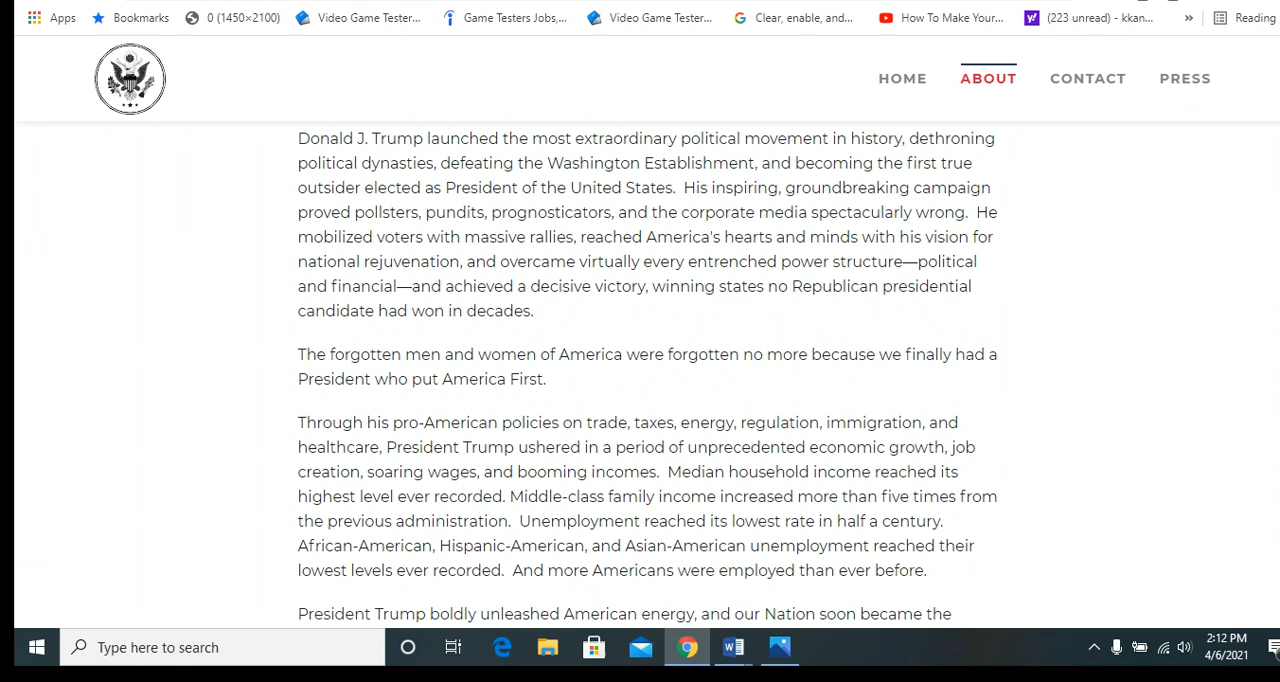 Apps Bookmarks 0 (1450×2100) Video Game Tester... Game Testers Jobs,... Video Game Tester... Clear, enable, and... How To Make Your... (223 unread) - kkan... » Reading
HOME ABOUT CONTACT PRESS
Donald J. Trump launched the most extraordinary political movement in history, dethroning
political dynasties, defeating the Washington Establishment, and becoming the first true
outsider elected as President of the United States.  His inspiring, groundbreaking campaign
proved pollsters, pundits, prognosticators, and the corporate media spectacularly wrong.  He
mobilized voters with massive rallies, reached America's hearts and minds with his vision for
national rejuvenation, and overcame virtually every entrenched power structure—political
and financial—and achieved a decisive victory, winning states no Republican presidential
candidate had won in decades.
The forgotten men and women of America were forgotten no more because we finally had a
President who put America First.
Through his pro-American policies on trade, taxes, energy, regulation, immigration, and
healthcare, President Trump ushered in a period of unprecedented economic growth, job
creation, soaring wages, and booming incomes.  Median household income reached its
highest level ever recorded. Middle-class family income increased more than five times from
the previous administration.  Unemployment reached its lowest rate in half a century.
African-American, Hispanic-American, and Asian-American unemployment reached their
lowest levels ever recorded.  And more Americans were employed than ever before.
President Trump boldly unleashed American energy, and our Nation soon became the
Type here to search
2:12 PM
4/6/2021